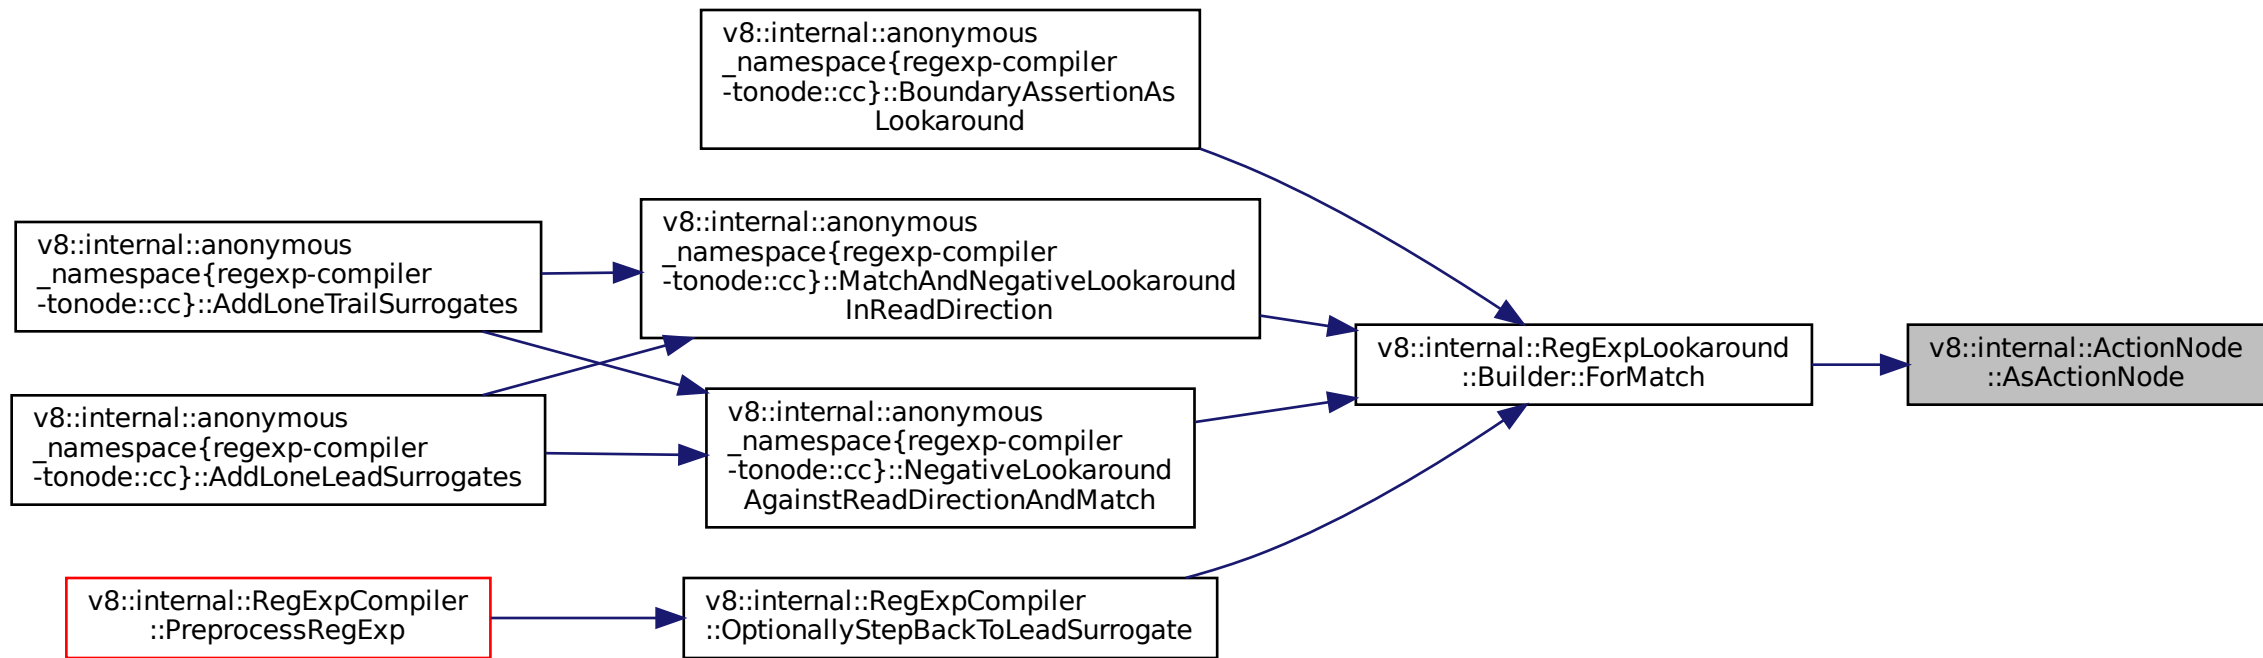 v8::internal::anonymous
_namespace{regexp-compiler
-tonode::cc}::BoundaryAssertionAs
Lookaround
v8::internal::anonymous
_namespace{regexp-compiler
-tonode::cc}::AddLoneTrailSurrogates
v8::internal::anonymous
_namespace{regexp-compiler
-tonode::cc}::MatchAndNegativeLookaround
InReadDirection
v8::internal::RegExpLookaround
::Builder::ForMatch
v8::internal::ActionNode
::AsActionNode
v8::internal::anonymous
_namespace{regexp-compiler
-tonode::cc}::AddLoneLeadSurrogates
v8::internal::anonymous
_namespace{regexp-compiler
-tonode::cc}::NegativeLookaround
AgainstReadDirectionAndMatch
v8::internal::RegExpCompiler
::PreprocessRegExp
v8::internal::RegExpCompiler
::OptionallyStepBackToLeadSurrogate